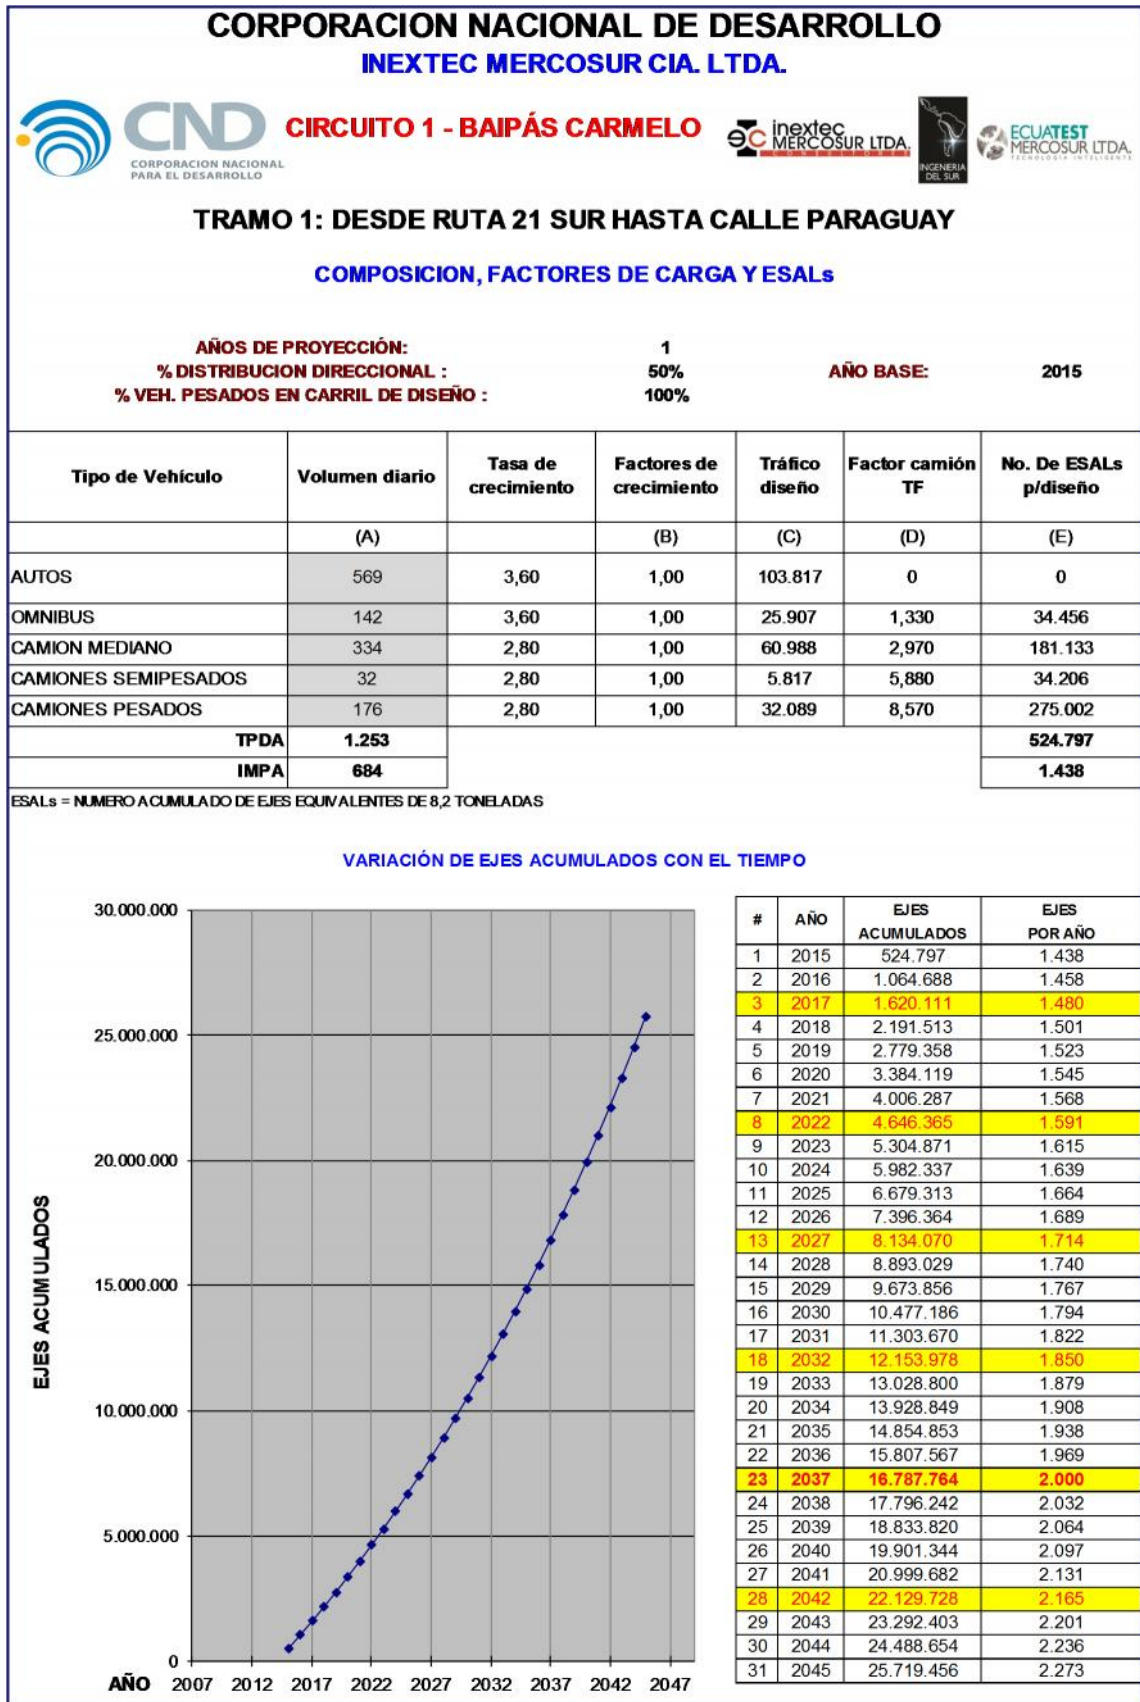 CORPORACION NACIONAL DE DESARROLLO
INEXTEC MERCOSUR CIA. LTDA.
CND
CORPORACION NACIONAL
PARA EL DESARROLLO
CIRCUITO 1 - BAIPÁS CARMELO
inextec
MERCOSUR LTDA.
CONSULTORES
INGENIERIA
DEL SUR
ECUATEST
MERCOSUR LTDA.
TECNOLOGIA INTELIGENTE
TRAMO 1: DESDE RUTA 21 SUR HASTA CALLE PARAGUAY
COMPOSICION, FACTORES DE CARGA Y ESALs
AÑOS DE PROYECCIÓN: 1
% DISTRIBUCION DIRECCIONAL : 50% AÑO BASE: 2015
% VEH. PESADOS EN CARRIL DE DISEÑO : 100%
Tipo de Vehículo Volumen diario Tasa de crecimiento Factores de crecimiento Tráfico diseño Factor camión TF No. De ESALs p/diseño
(A) (B) (C) (D) (E)
AUTOS 569 3,60 1,00 103.817 0 0
OMNIBUS 142 3,60 1,00 25.907 1,330 34.456
CAMION MEDIANO 334 2,80 1,00 60.988 2,970 181.133
CAMIONES SEMIPESADOS 32 2,80 1,00 5.817 5,880 34.206
CAMIONES PESADOS 176 2,80 1,00 32.089 8,570 275.002
TPDA 1.253 524.797
IMPA 684 1.438
ESALs = NUMERO ACUMULADO DE EJES EQUIVALENTES DE 8,2 TONELADAS
VARIACIÓN DE EJES ACUMULADOS CON EL TIEMPO
EJES ACUMULADOS
30.000.000
25.000.000
20.000.000
15.000.000
10.000.000
5.000.000
0
AÑO 2007 2012 2017 2022 2027 2032 2037 2042 2047
# AÑO EJES ACUMULADOS EJES POR AÑO
1 2015 524.797 1.438
2 2016 1.064.688 1.458
3 2017 1.620.111 1.480
4 2018 2.191.513 1.501
5 2019 2.779.358 1.523
6 2020 3.384.119 1.545
7 2021 4.006.287 1.568
8 2022 4.646.365 1.591
9 2023 5.304.871 1.615
10 2024 5.982.337 1.639
11 2025 6.679.313 1.664
12 2026 7.396.364 1.689
13 2027 8.134.070 1.714
14 2028 8.893.029 1.740
15 2029 9.673.856 1.767
16 2030 10.477.186 1.794
17 2031 11.303.670 1.822
18 2032 12.153.978 1.850
19 2033 13.028.800 1.879
20 2034 13.928.849 1.908
21 2035 14.854.853 1.938
22 2036 15.807.567 1.969
23 2037 16.787.764 2.000
24 2038 17.796.242 2.032
25 2039 18.833.820 2.064
26 2040 19.901.344 2.097
27 2041 20.999.682 2.131
28 2042 22.129.728 2.165
29 2043 23.292.403 2.201
30 2044 24.488.654 2.236
31 2045 25.719.456 2.273